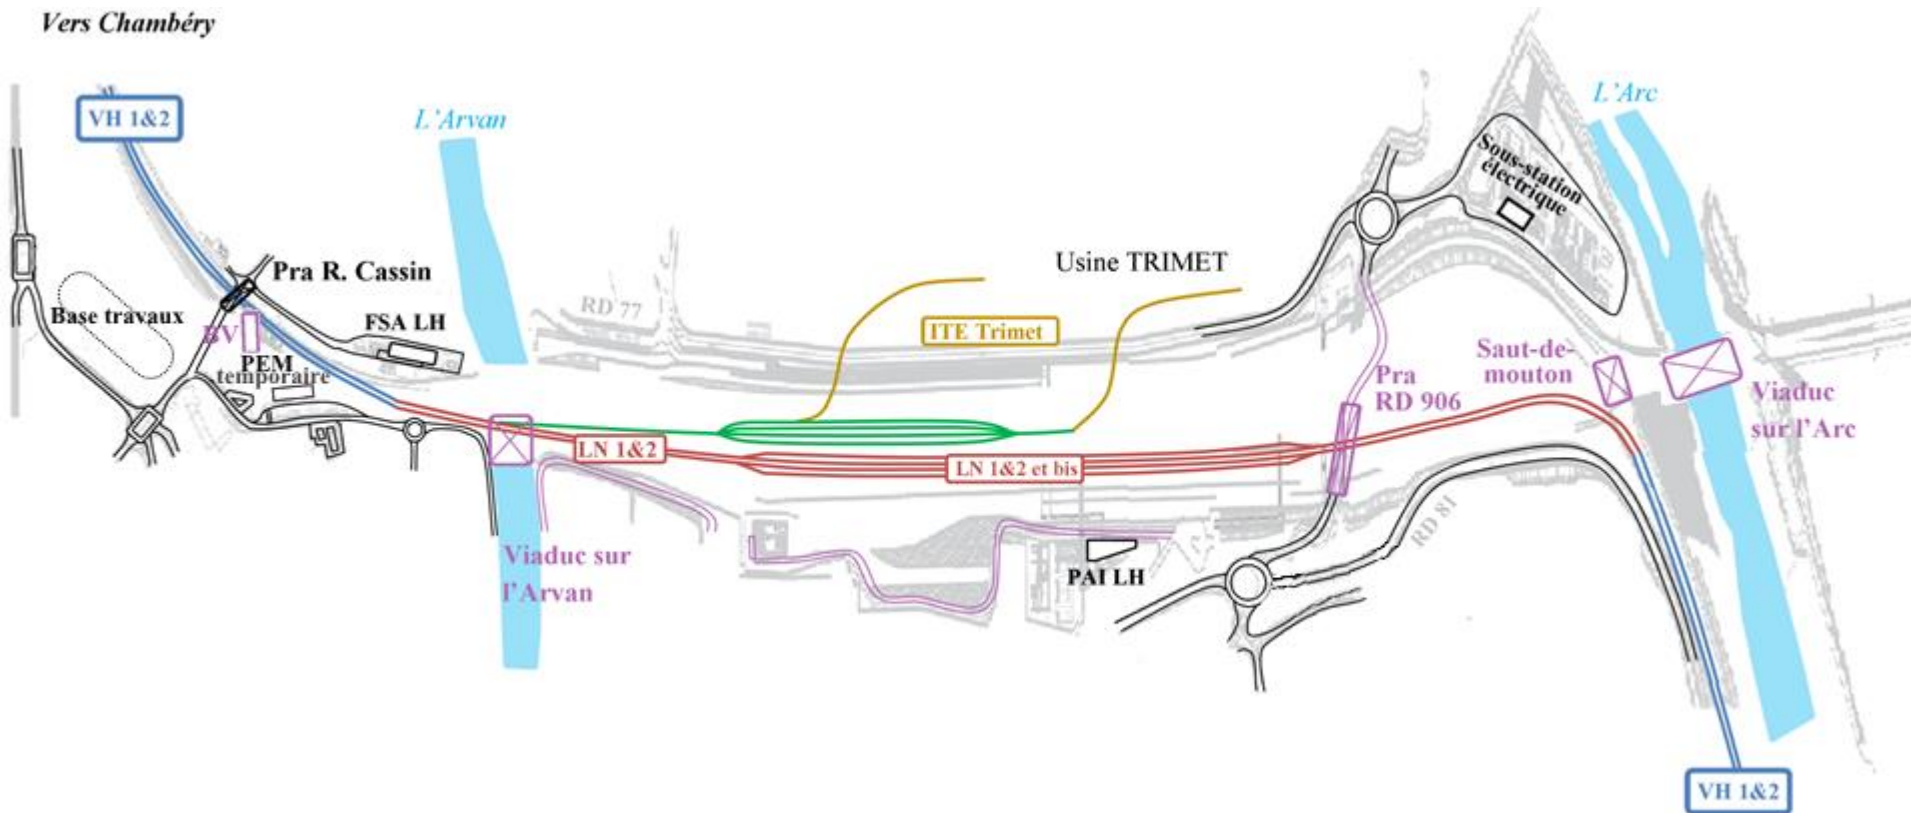 Vers Chambéry
VH 1&2
L'Arvan
L'Arc
Sous-station
électrique
Pra R. Cassin
Usine TRIMET
Base travaux
BV
FSA LH
RD 77
ITE Trimet
PEM
temporaire
Saut-de-
mouton
Pra
RD 906
Viaduc
sur l'Arc
LN 1&2
LN 1&2 et bis
RD 81
Viaduc sur
l'Arvan
PAI LH
VH 1&2